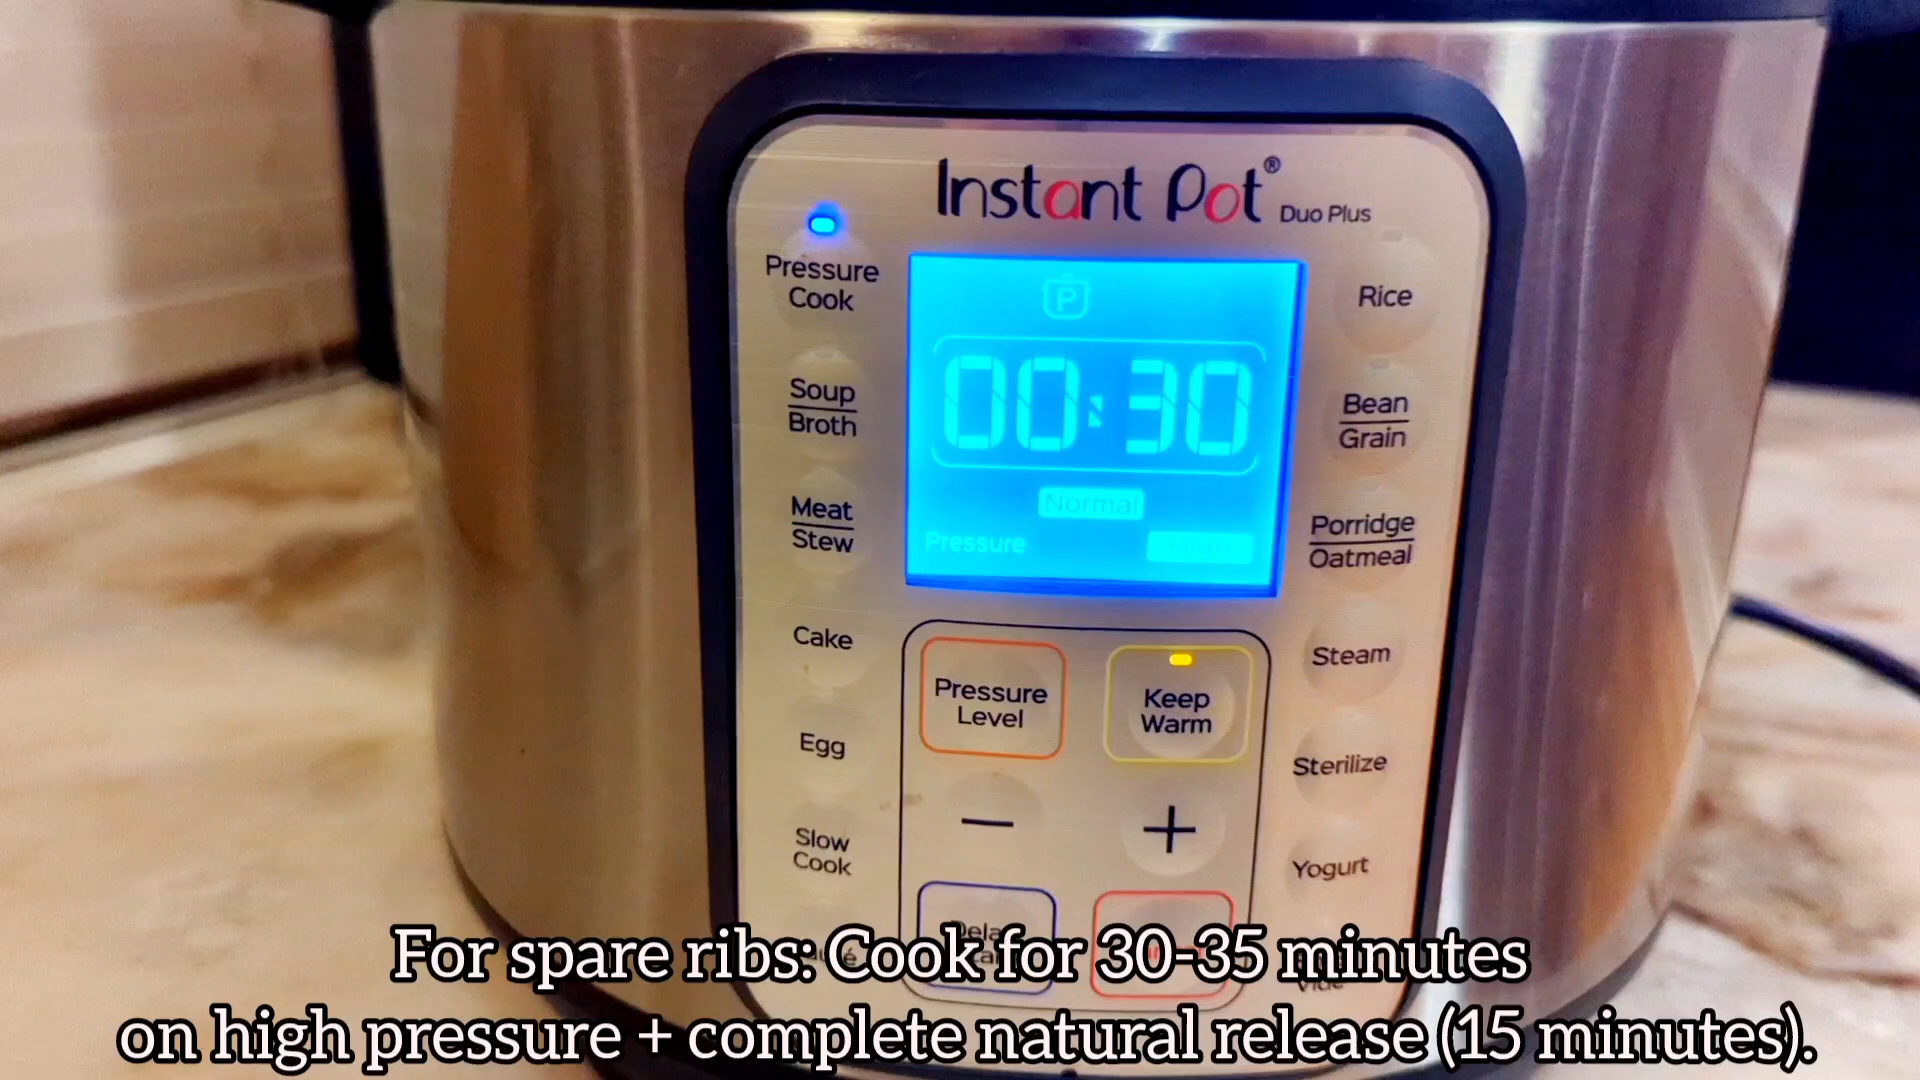 Instant Pot® Duo Plus
Pressure
Cook
Soup
Broth
Meat
Stew
Cake
Egg
Slow
Cook
P
00:30
Normal
Pressure
Rice
Bean
Grain
Porridge
Oatmeal
Steam
Sterilize
Yogurt
Pressure
Level
Keep
Warm
−
+
For spare ribs: Cook for 30-35 minutes
on high pressure + complete natural release (15 minutes).